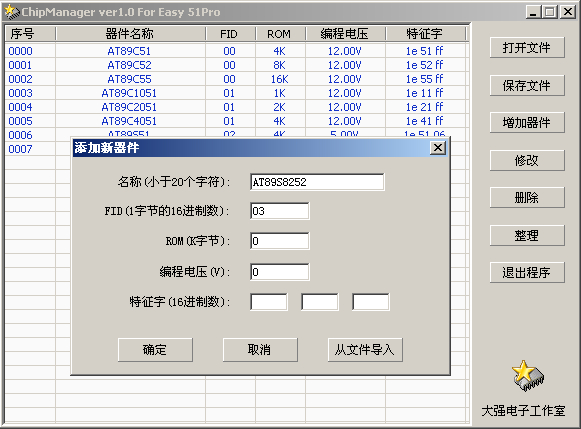 ChipManager ver1.0 For Easy 51Pro
序号 器件名称 FID ROM 编程电压 特征字
0000 AT89C51 00 4K 12.00V 1e 51 ff
0001 AT89C52 00 8K 12.00V 1e 52 ff
0002 AT89C55 00 16K 12.00V 1e 55 ff
0003 AT89C1051 01 1K 12.00V 1e 11 ff
0004 AT89C2051 01 2K 12.00V 1e 21 ff
0005 AT89C4051 01 4K 12.00V 1e 41 ff
0006 AT89S51 02 4K 5.00V 1e 51 06
0007
添加新器件
名称(小于20个字符): AT89S8252
FID(1字节的16进制数): 03
ROM(K字节): 0
编程电压(V): 0
特征字(16进制数):
确定 取消 从文件导入
打开文件
保存文件
增加器件
修改
删除
整理
退出程序
大强电子工作室